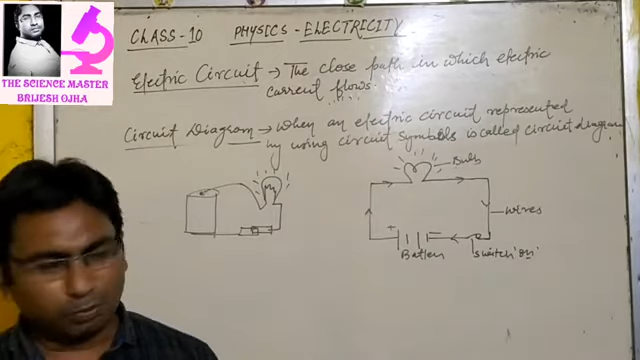 CLASS-10 PHYSICS - ELECTRICITY
Electric Circuit → The close path in which electric
current flows.
Circuit Diagram → When an electric circuit represented
by using circuit symbols is called circuit diagram
Bulb
wires
+ -
Battery switch 'on'
THE SCIENCE MASTER
BRIJESH OJHA